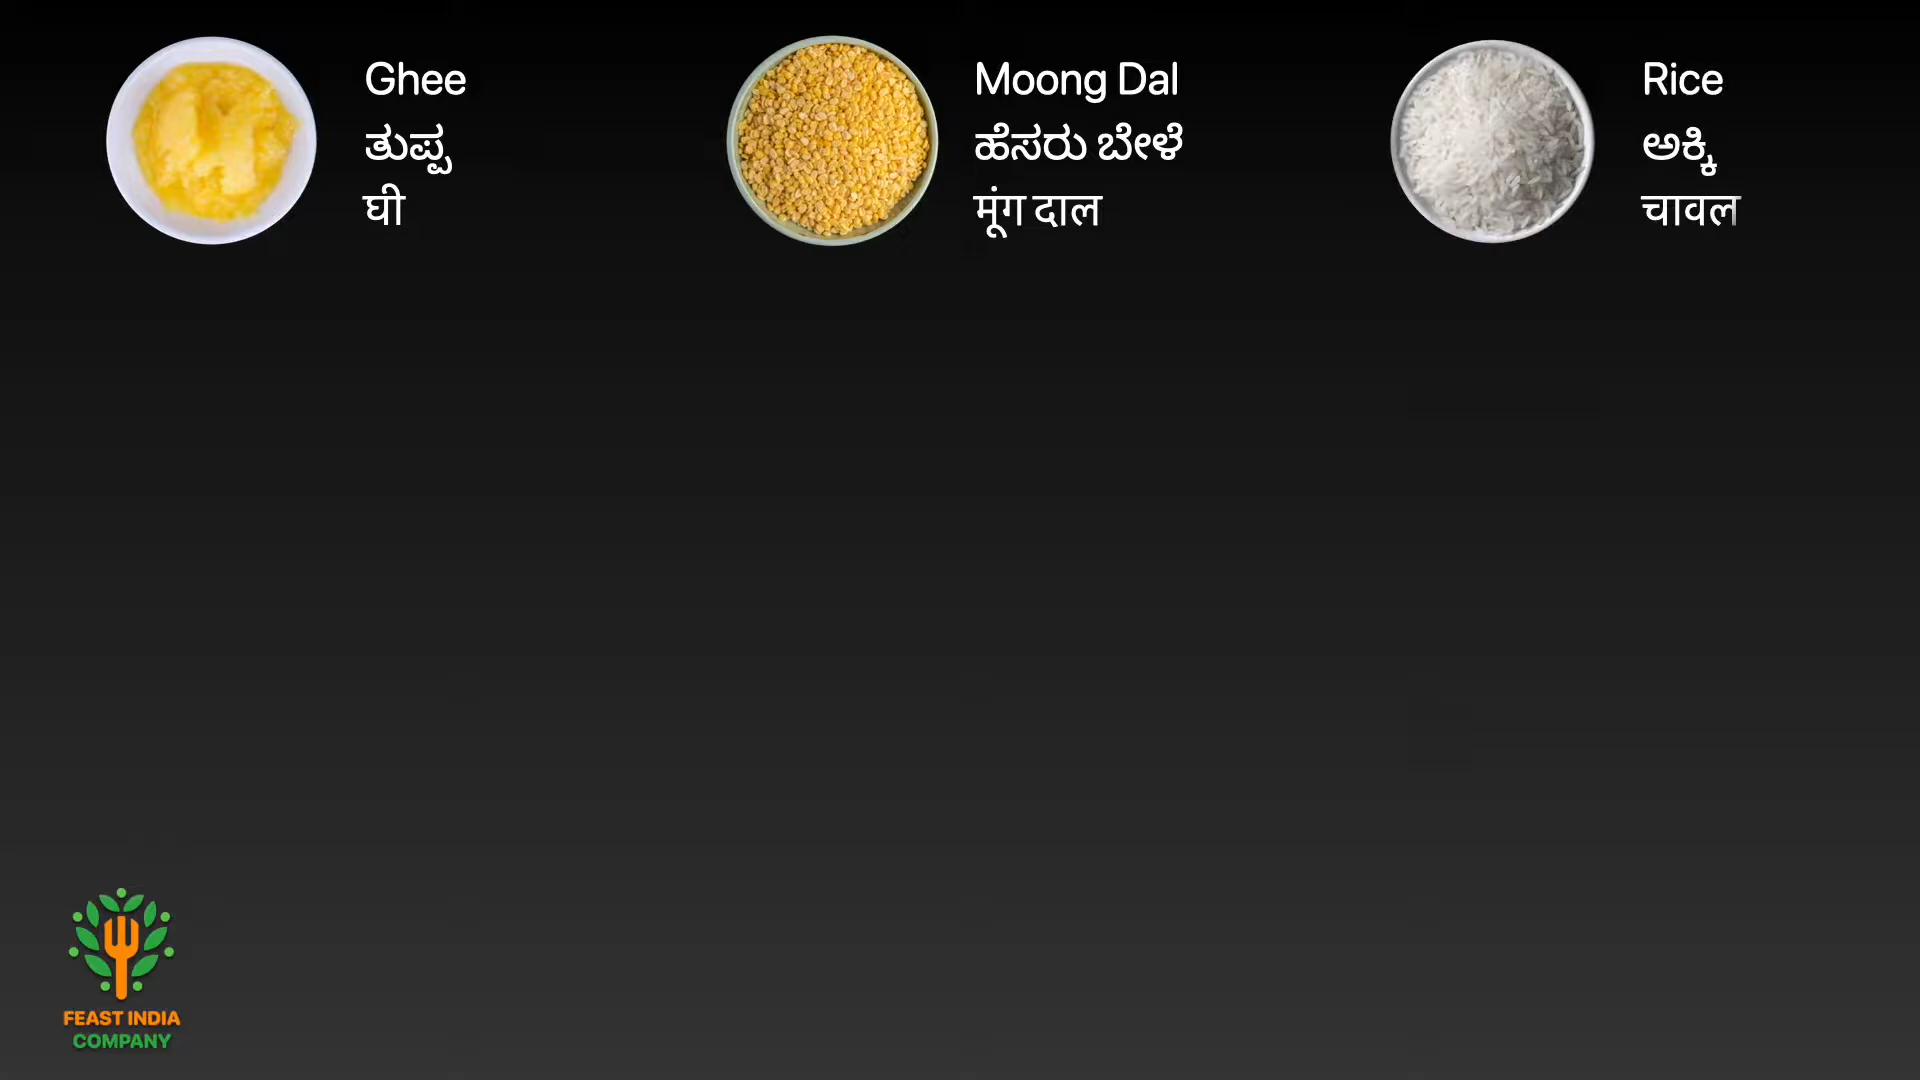 Ghee
ತುಪ್ಪ
घी
Moong Dal
ಹೆಸರು ಬೇಳೆ
मूंग दाल
Rice
ಅಕ್ಕಿ
चावल
FEAST INDIA
COMPANY